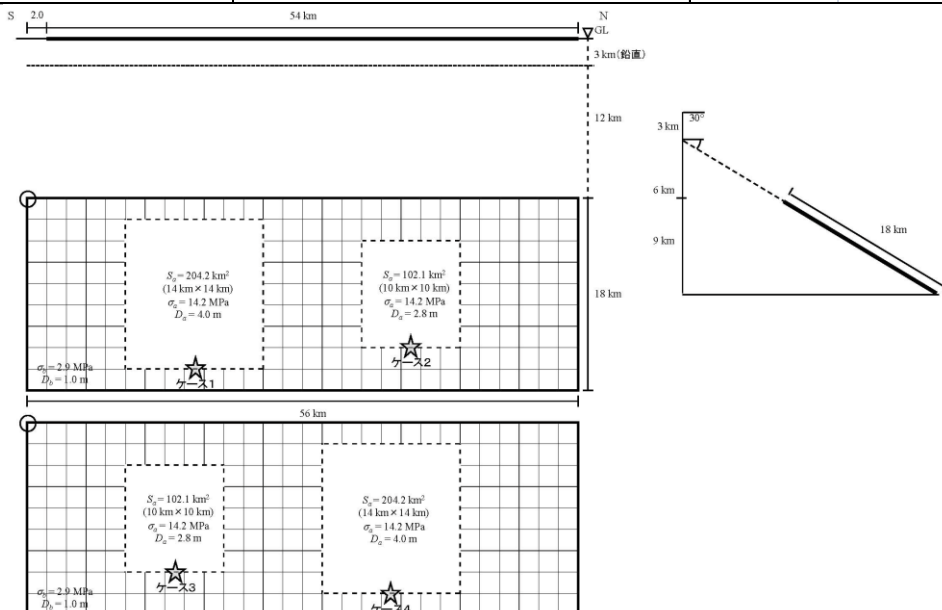 S 2.0 54 km N
GL
3 km(鉛直)
12 km
3 km 30°
6 km
9 km
18 km
Sa = 204.2 km²
(14 km×14 km)
σa = 14.2 MPa
Da = 4.0 m
Sa = 102.1 km²
(10 km×10 km)
σa = 14.2 MPa
Da = 2.8 m
18 km
ケース2
σb = 2.9 MPa
Db = 1.0 m
ケース1
56 km
Sa = 102.1 km²
(10 km×10 km)
σa = 14.2 MPa
Da = 2.8 m
Sa = 204.2 km²
(14 km×14 km)
σa = 14.2 MPa
Da = 4.0 m
ケース3
σb = 2.9 MPa
Db = 1.0 m
ケース4